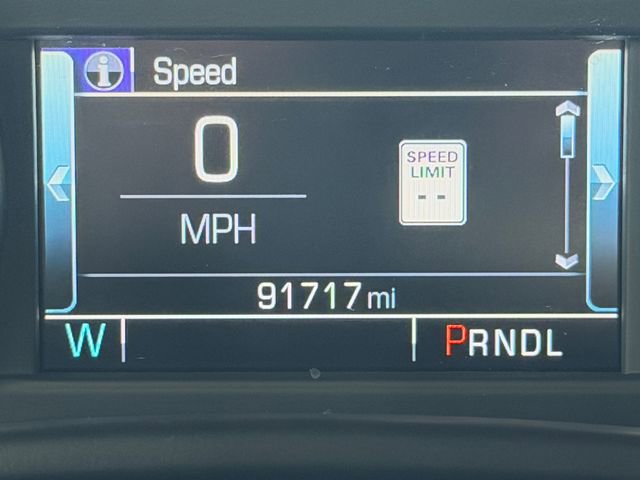 i Speed
0
SPEED
LIMIT
--
MPH
91717 mi
W PRNDL